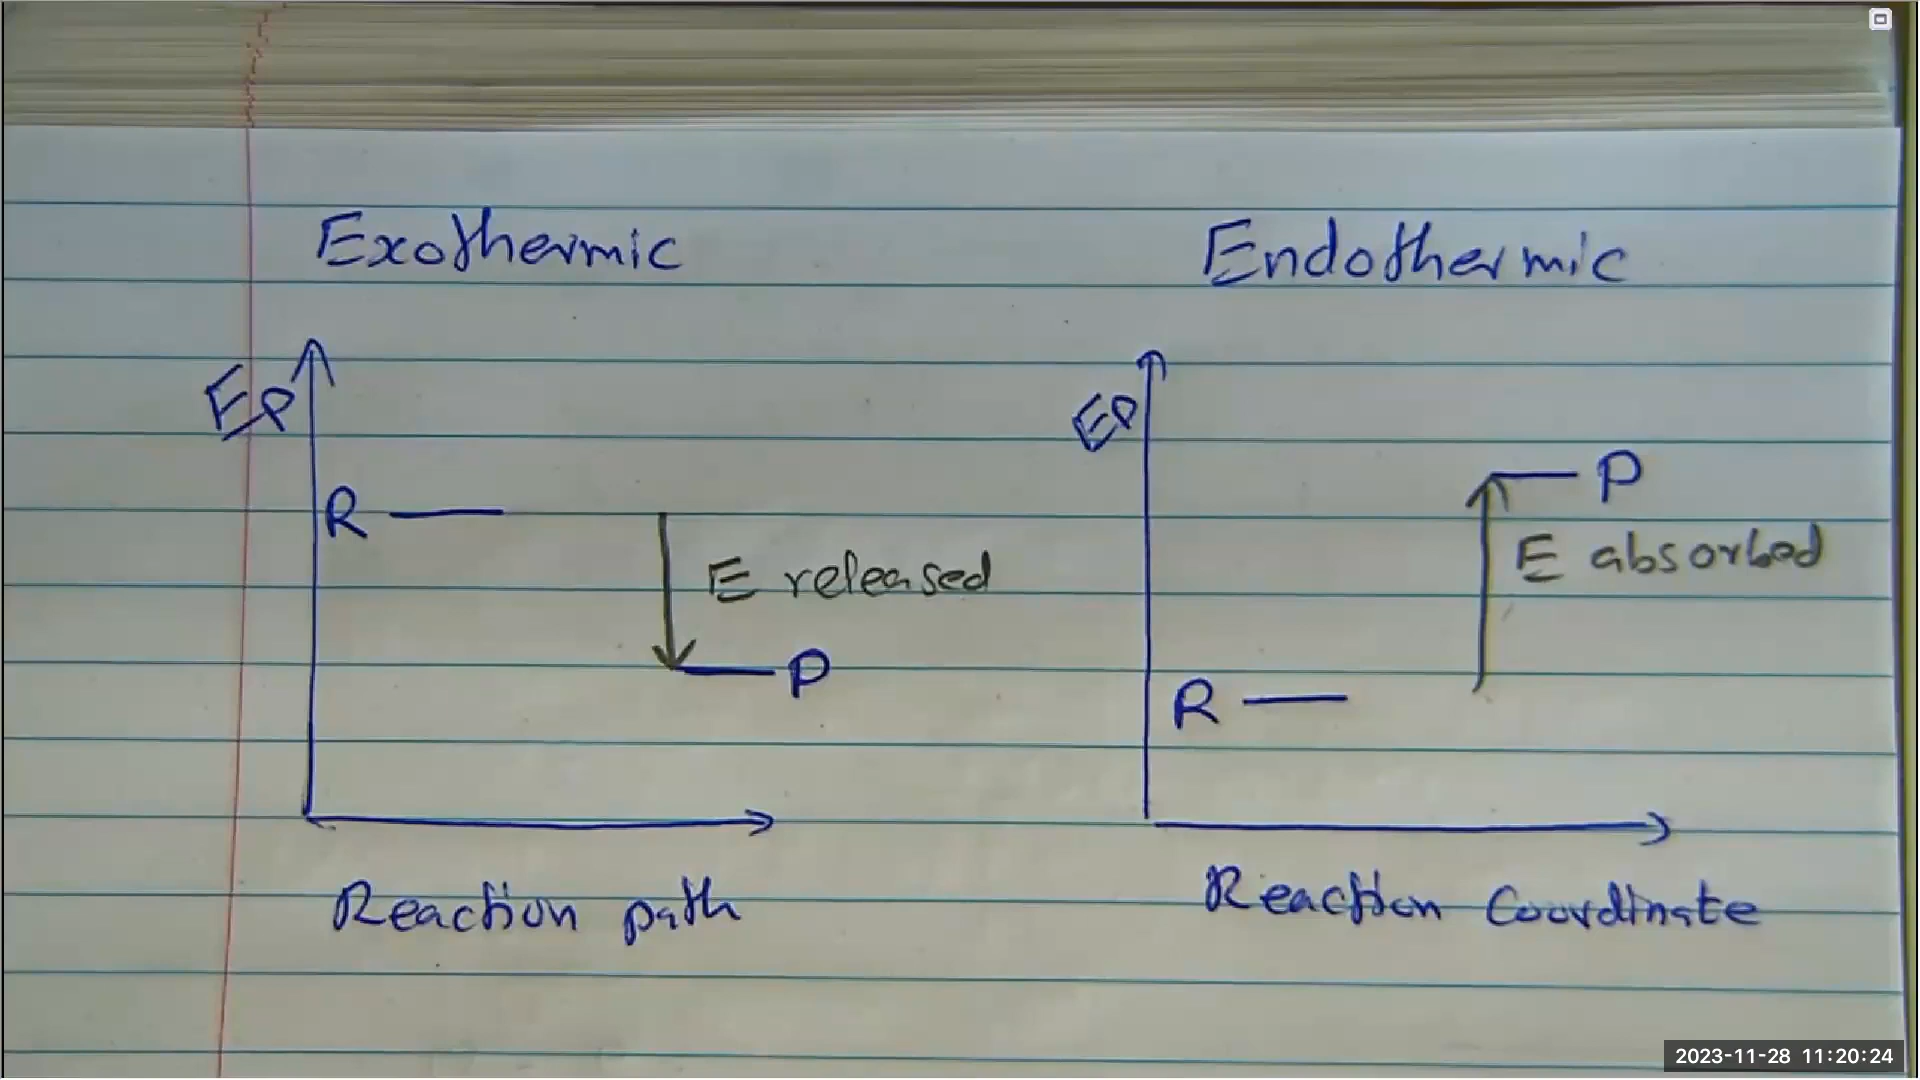 Exothermic
Endothermic
Ep
R
E released
P
Reaction path
Ep
P
E absorbed
R
Reaction Coordinate
2023-11-28 11:20:24